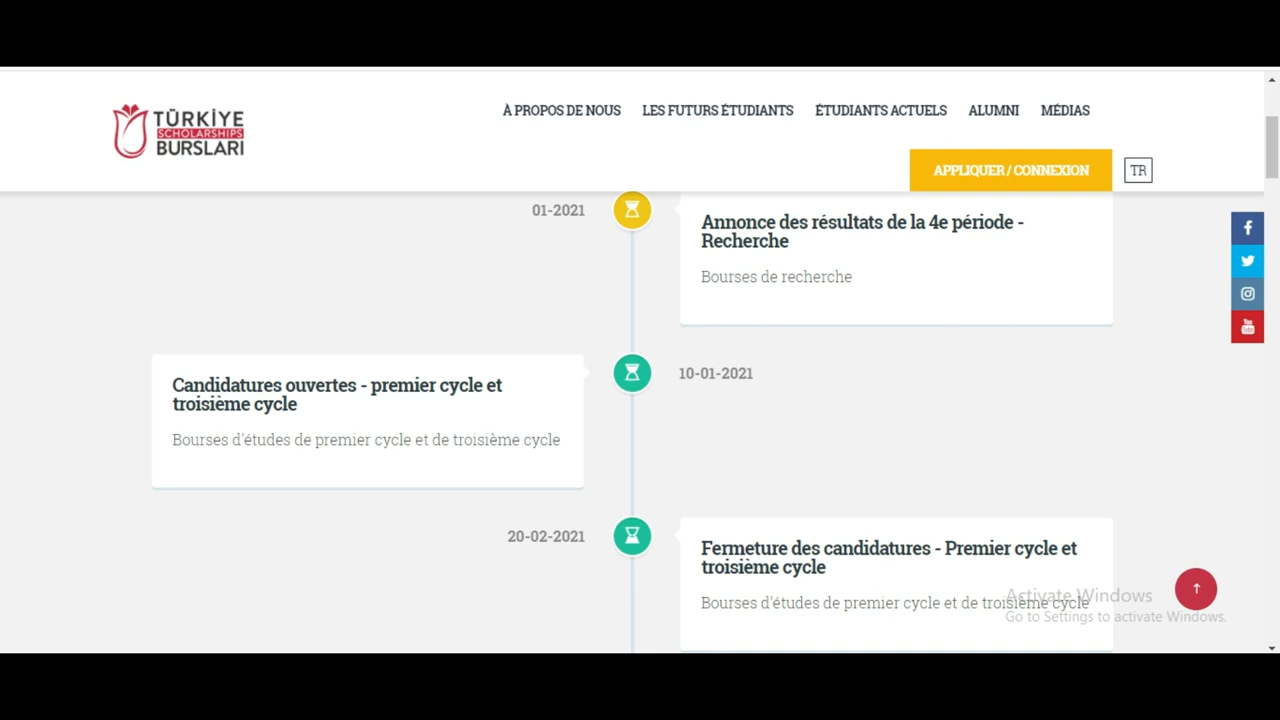 TÜRKİYE
SCHOLARSHIPS
BURSLARI
À PROPOS DE NOUS LES FUTURS ÉTUDIANTS ÉTUDIANTS ACTUELS ALUMNI MÉDIAS
APPLIQUER / CONNEXION TR
01-2021
Annonce des résultats de la 4e période -
Recherche
Bourses de recherche
Candidatures ouvertes - premier cycle et
troisième cycle
Bourses d'études de premier cycle et de troisième cycle
10-01-2021
20-02-2021
Fermeture des candidatures - Premier cycle et
troisième cycle
Bourses d'études de premier cycle et de troisième cycle
Activate Windows
Go to Settings to activate Windows.